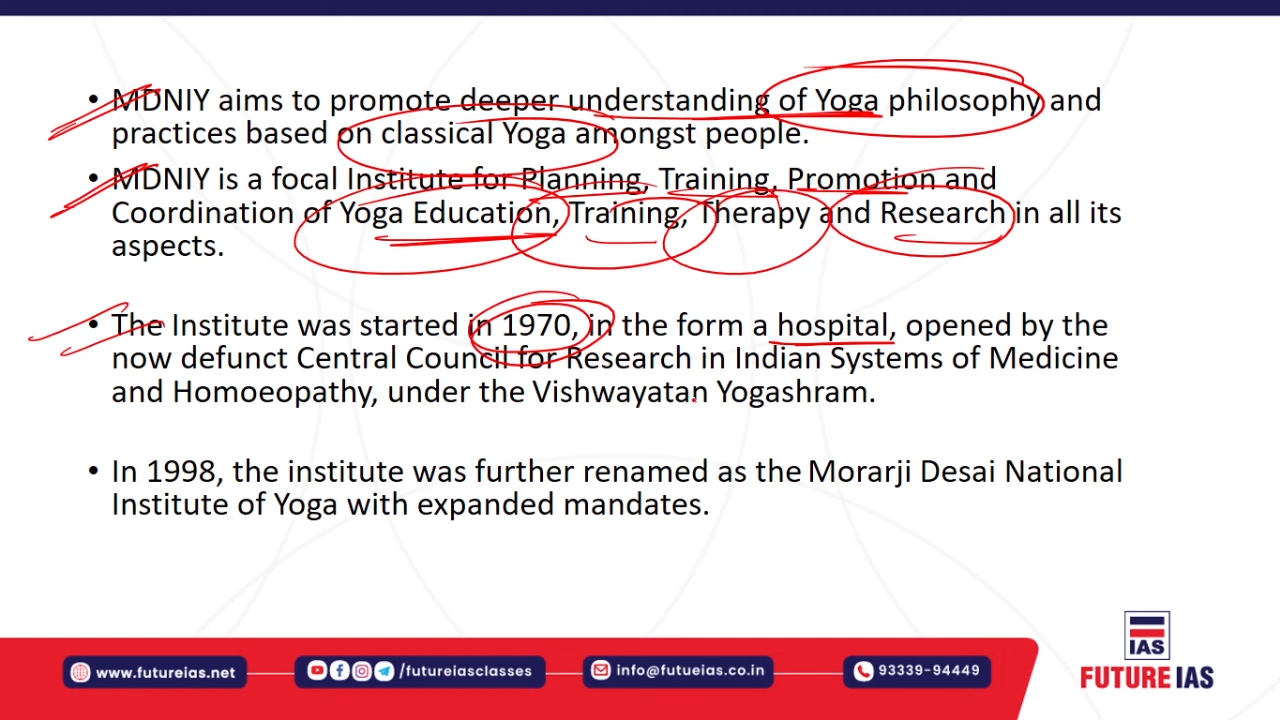 • MDNIY aims to promote deeper understanding of Yoga philosophy and
practices based on classical Yoga amongst people.
• MDNIY is a focal Institute for Planning, Training, Promotion and
Coordination of Yoga Education, Training, Therapy and Research in all its
aspects.
• The Institute was started in 1970, in the form a hospital, opened by the
now defunct Central Council for Research in Indian Systems of Medicine
and Homoeopathy, under the Vishwayatan Yogashram.
• In 1998, the institute was further renamed as the Morarji Desai National
Institute of Yoga with expanded mandates.
IAS
www.futureias.net /futureiasclasses info@futueias.co.in 93339-94449
FUTURE IAS